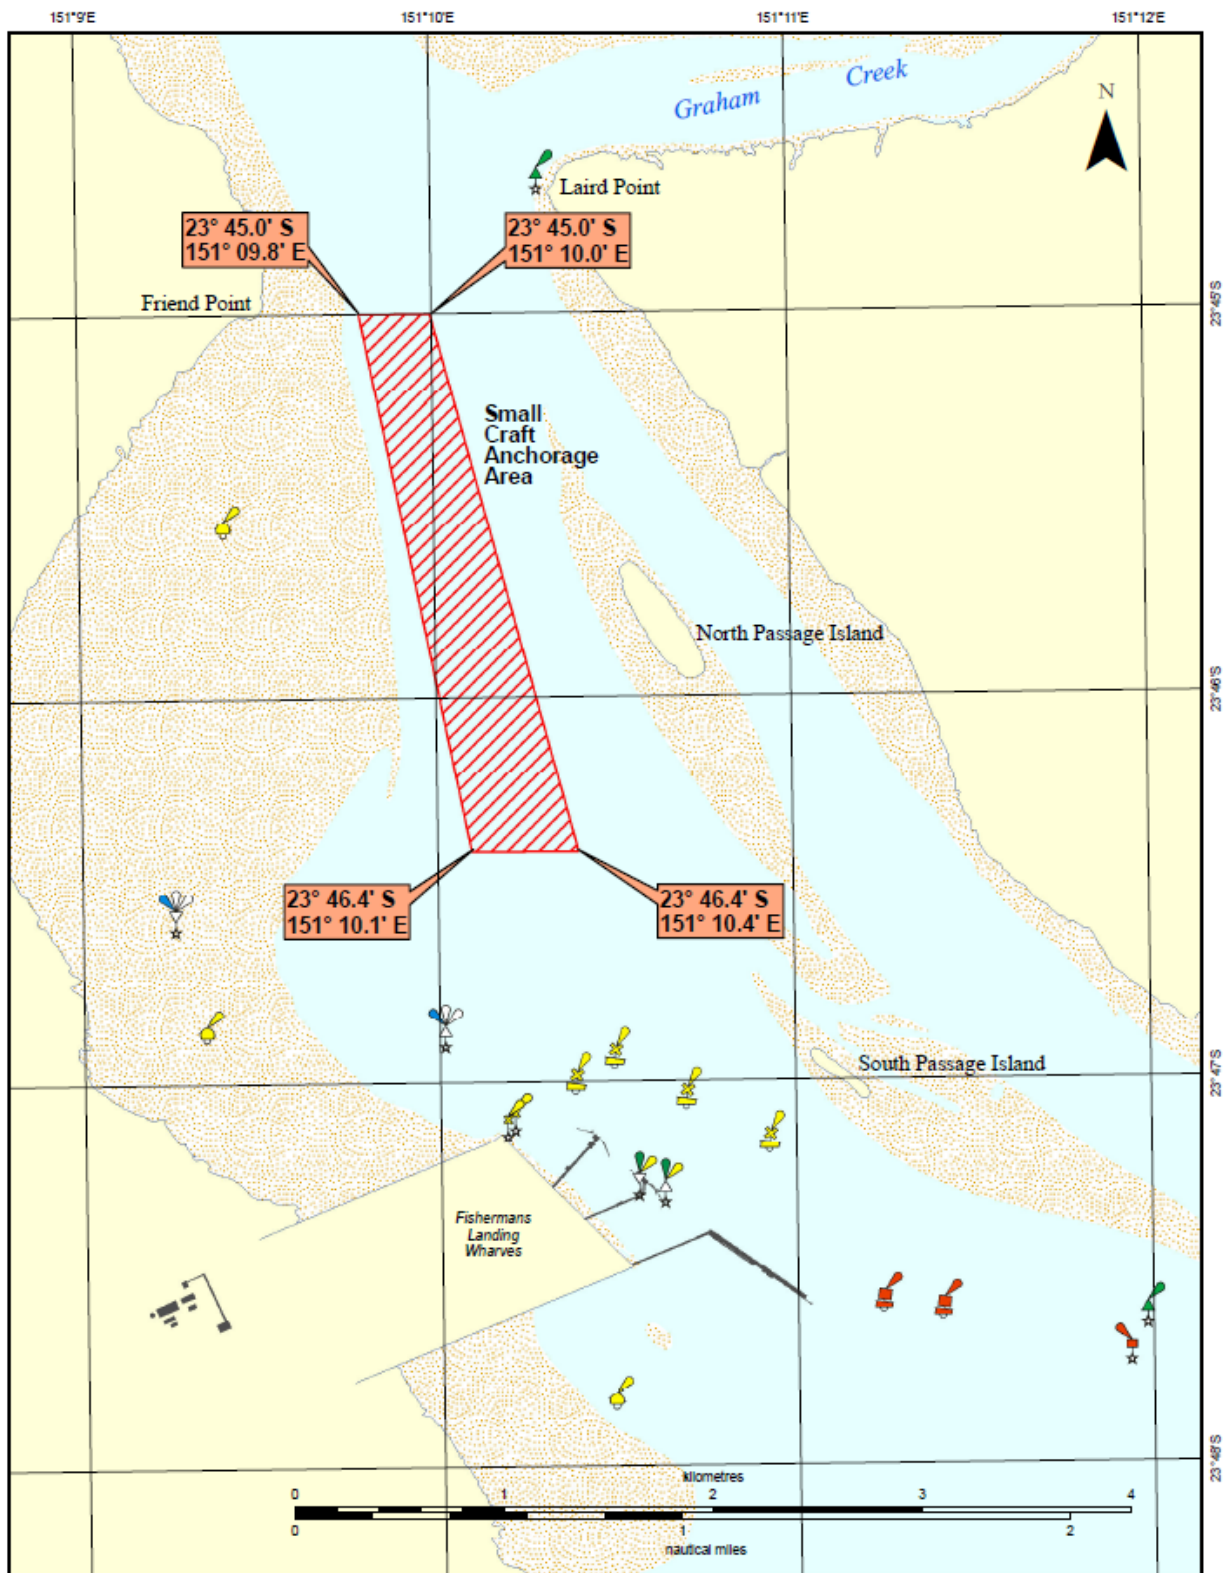 151°9'E
151°10'E
151°11'E
151°12'E
Graham Creek
N
Laird Point
23° 45.0' S
151° 09.8' E
23° 45.0' S
151° 10.0' E
Friend Point
23°45'S
Small
Craft
Anchorage
Area
North Passage Island
23°46'S
23° 46.4' S
151° 10.1' E
23° 46.4' S
151° 10.4' E
South Passage Island
23°47'S
Fishermans
Landing
Wharves
23°48'S
kilometres
0 1 2 3 4
0 1 2
nautical miles